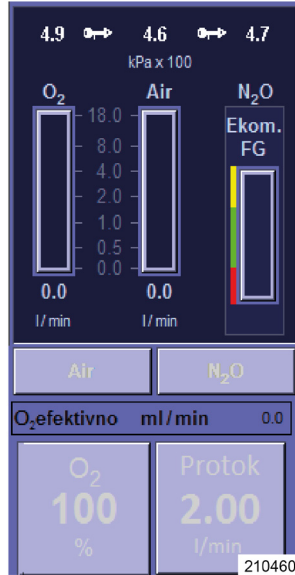 4.9 4.6 4.7
kPa x 100
O₂ Air N₂O
18.0
8.0
4.0
2.0
1.0
0.5
0.0
Ekom.
FG
0.0 0.0
l/min l/min
Air N₂O
O₂efektivno ml/min 0.0
O₂ Protok
100 2.00
% l/min
210460